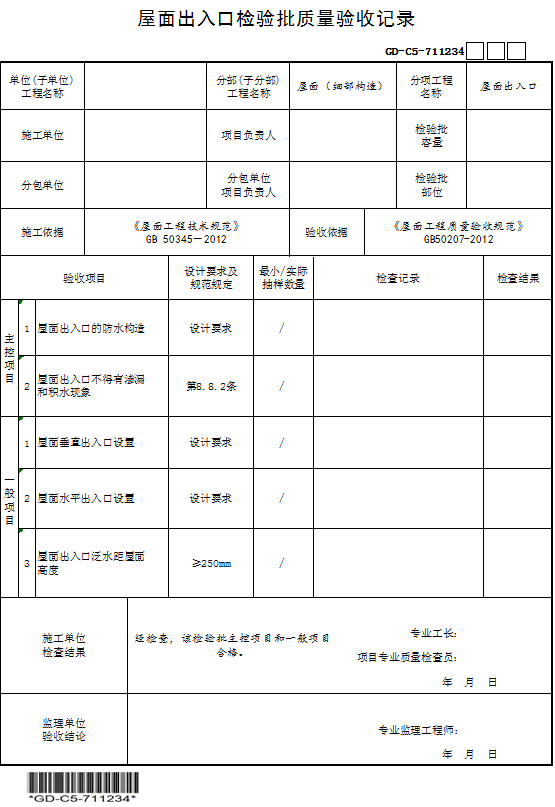 屋面出入口检验批质量验收记录
GD-C5-711234
单位(子单位)
工程名称
分部(子分部)
工程名称
屋面（细部构造）
分项工程
名称
屋面出入口
施工单位
项目负责人
检验批
容量
分包单位
分包单位
项目负责人
检验批
部位
施工依据
《屋面工程技术规范》
GB 50345—2012
验收依据
《屋面工程质量验收规范》
GB50207-2012
验收项目
设计要求及
规范规定
最小/实际
抽样数量
检查记录
检查结果
主控项目
1
屋面出入口的防水构造
设计要求
/
2
屋面出入口不得有渗漏
和积水现象
第8.8.2条
/
一般项目
1
屋面垂直出入口设置
设计要求
/
2
屋面水平出入口设置
设计要求
/
3
屋面出入口泛水距屋面
高度
≥250mm
/
施工单位
检查结果
经检查，该检验批主控项目和一般项目
合格。
专业工长：
项目专业质量检查员：
年 月 日
监理单位
验收结论
专业监理工程师：
年 月 日
*GD-C5-711234*